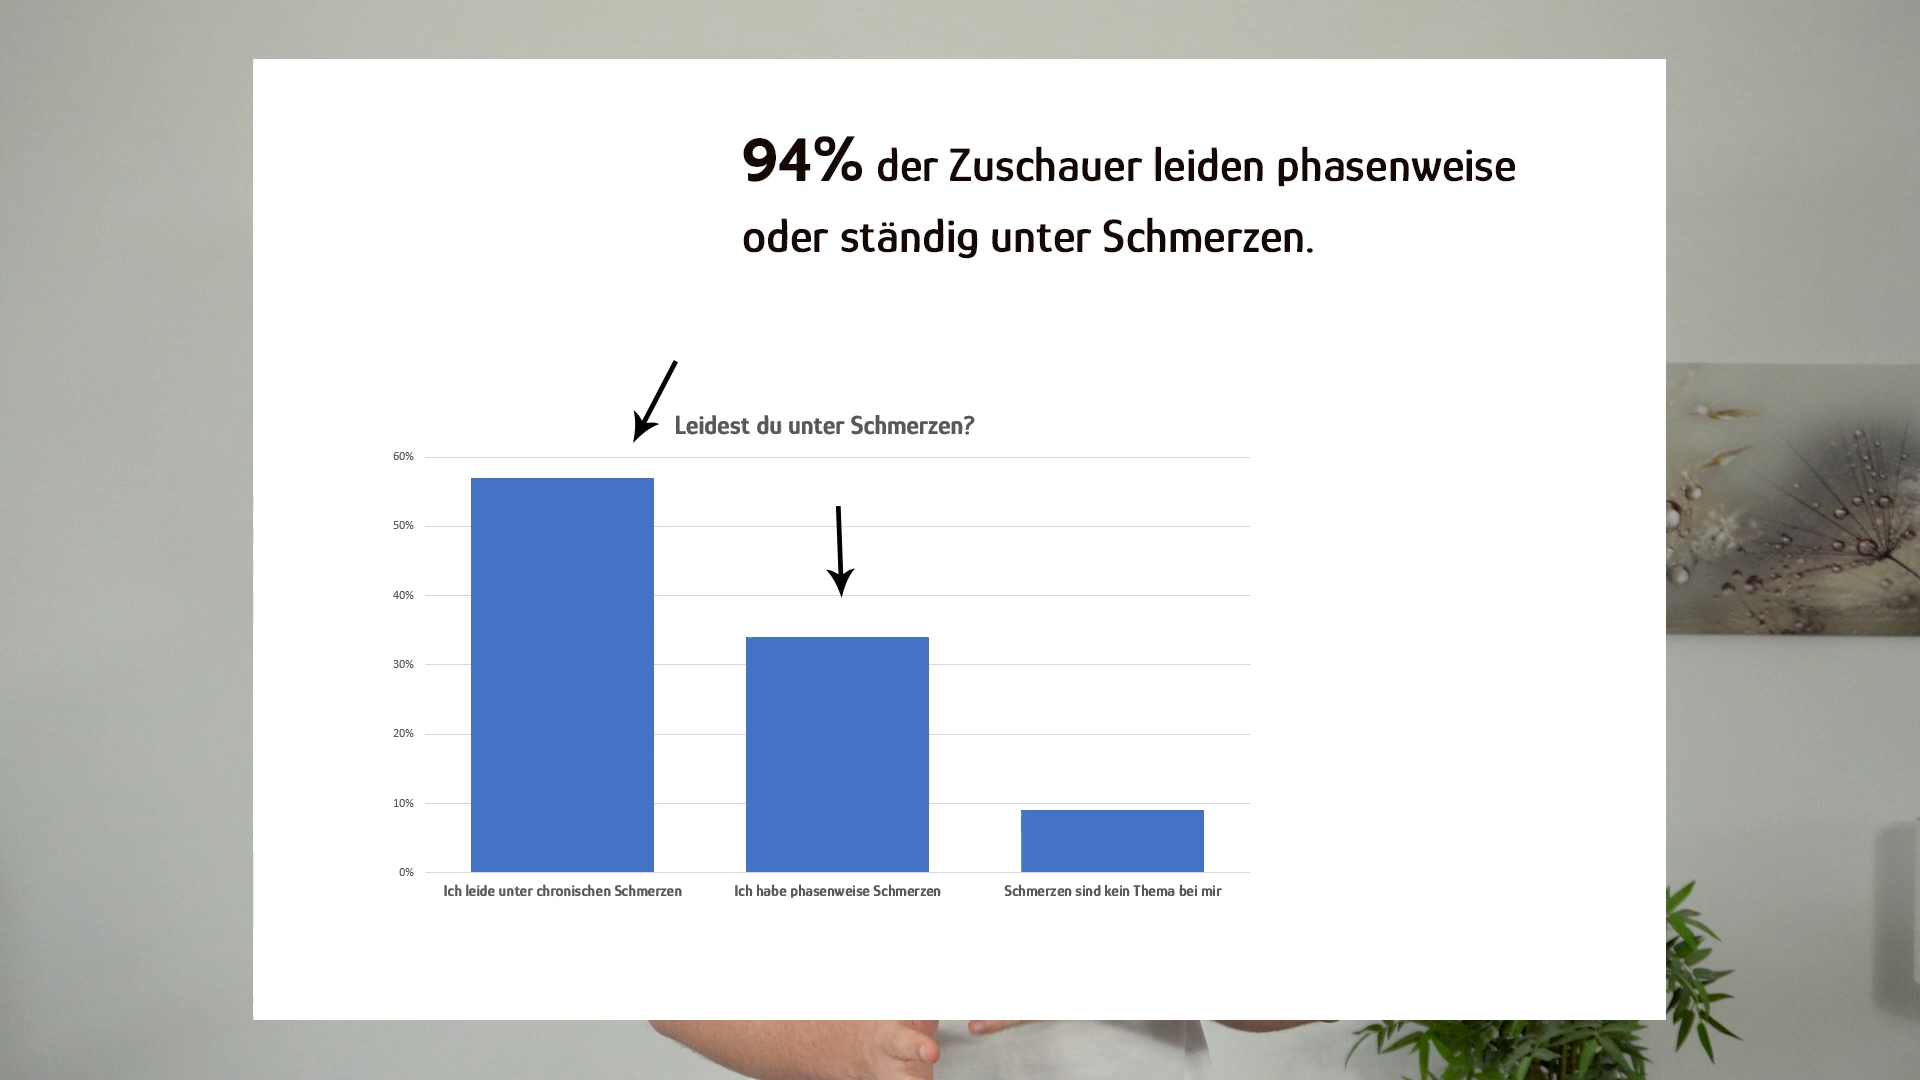 94% der Zuschauer leiden phasenweise
oder ständig unter Schmerzen.
Leidest du unter Schmerzen?
60%
50%
40%
30%
20%
10%
0%
Ich leide unter chronischen Schmerzen
Ich habe phasenweise Schmerzen
Schmerzen sind kein Thema bei mir